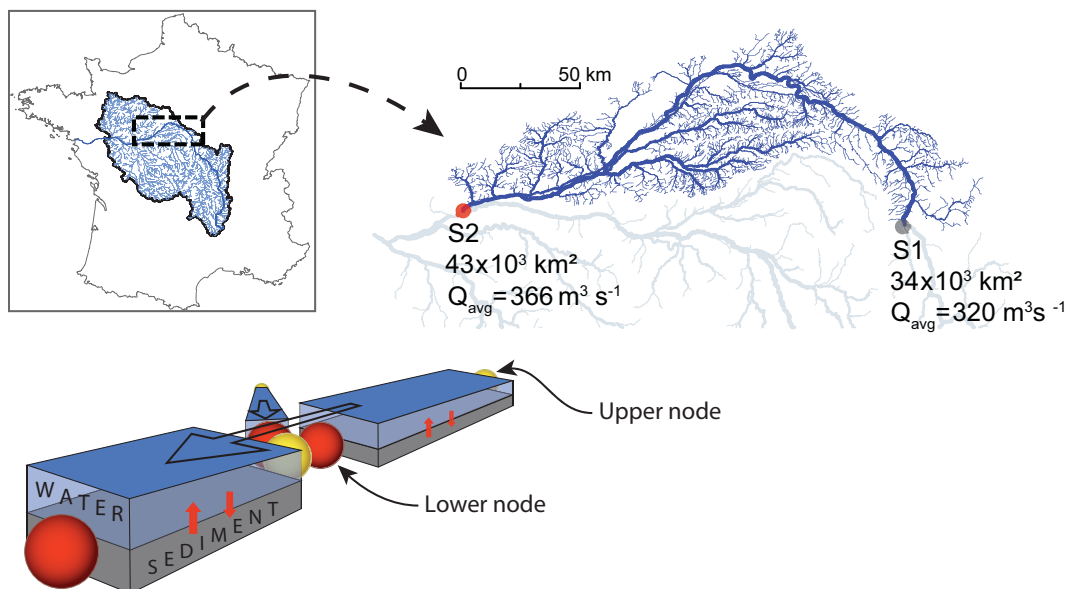 0 50 km
S2
43x10³ km²
Qavg=366 m³ s⁻¹
S1
34x10³ km²
Qavg=320 m³s ⁻¹
Upper node
Lower node
WATER
SEDIMENT